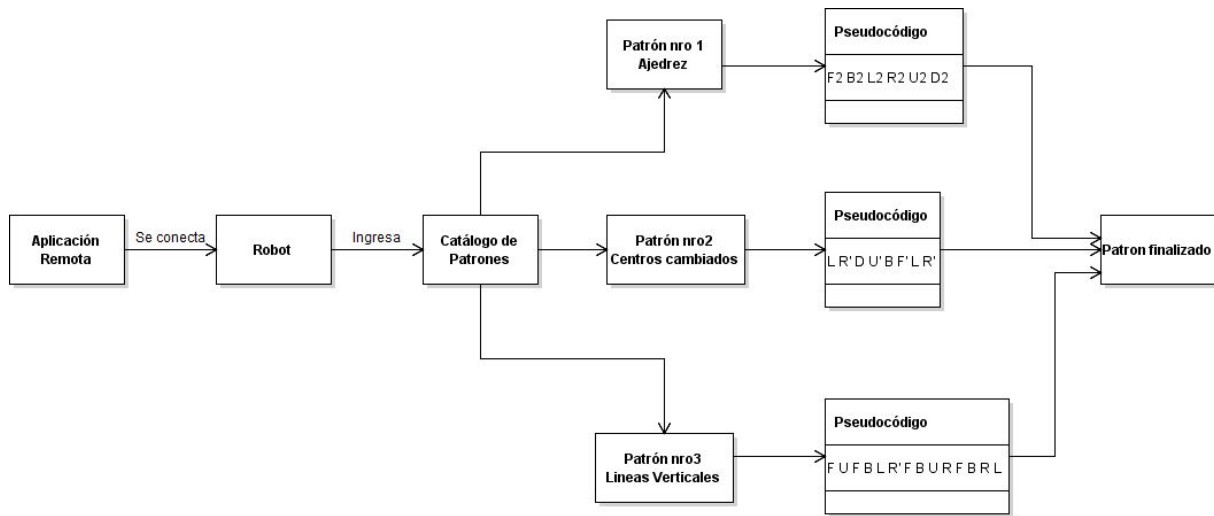 Patrón nro 1
Ajedrez
Pseudocódigo
F2 B2 L2 R2 U2 D2
Aplicación
Remota
Se conecta
Robot
Ingresa
Catálogo de
Patrones
Patrón nro2
Centros cambiados
Pseudocódigo
L R' D U' B F' L R'
Patron finalizado
Patrón nro3
Lineas Verticales
Pseudocódigo
F U F B L R' F B U R F B R L